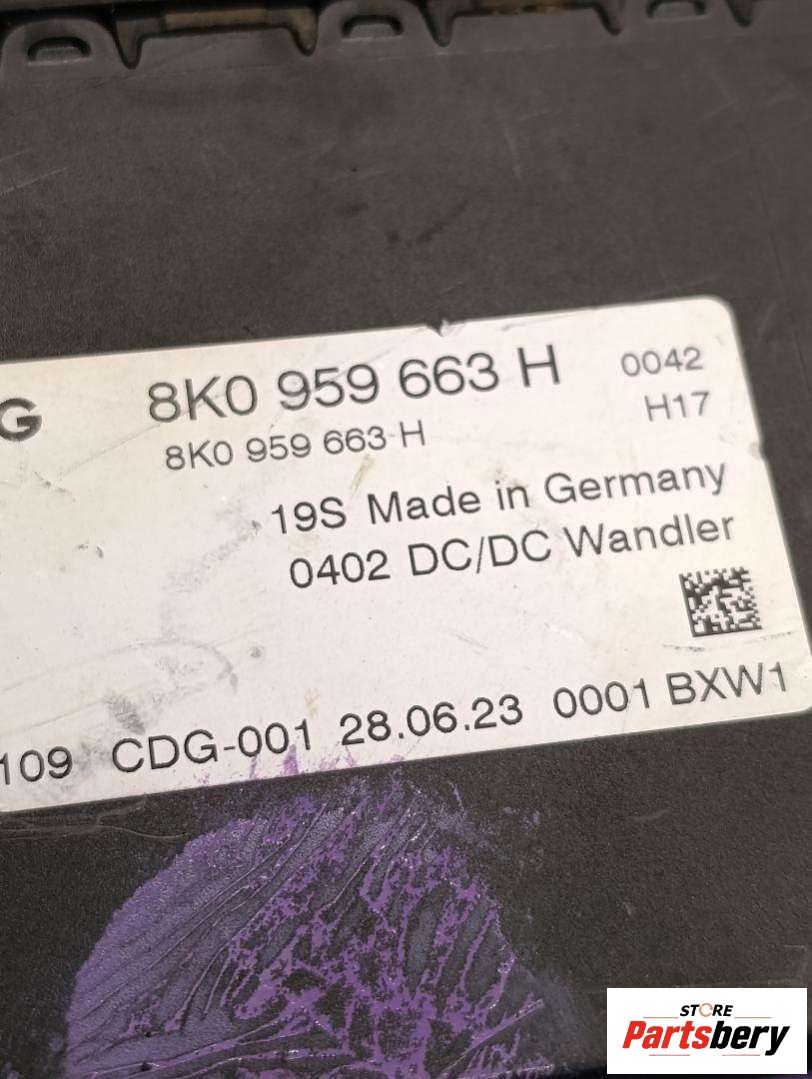 G 8K0 959 663 H 0042
8K0 959 663 H H17
19S Made in Germany
0402 DC/DC Wandler
109 CDG-001 28.06.23 0001 BXW1
STORE
Partsbery